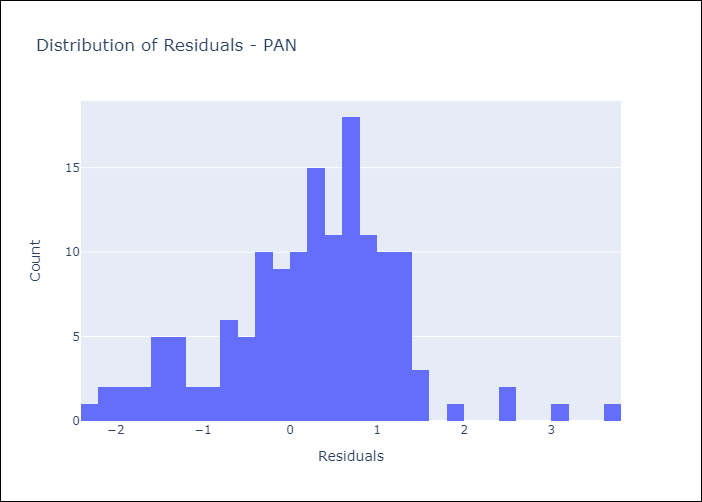 Distribution of Residuals - PAN
Count
15
10
5
0
−2 −1 0 1 2 3
Residuals